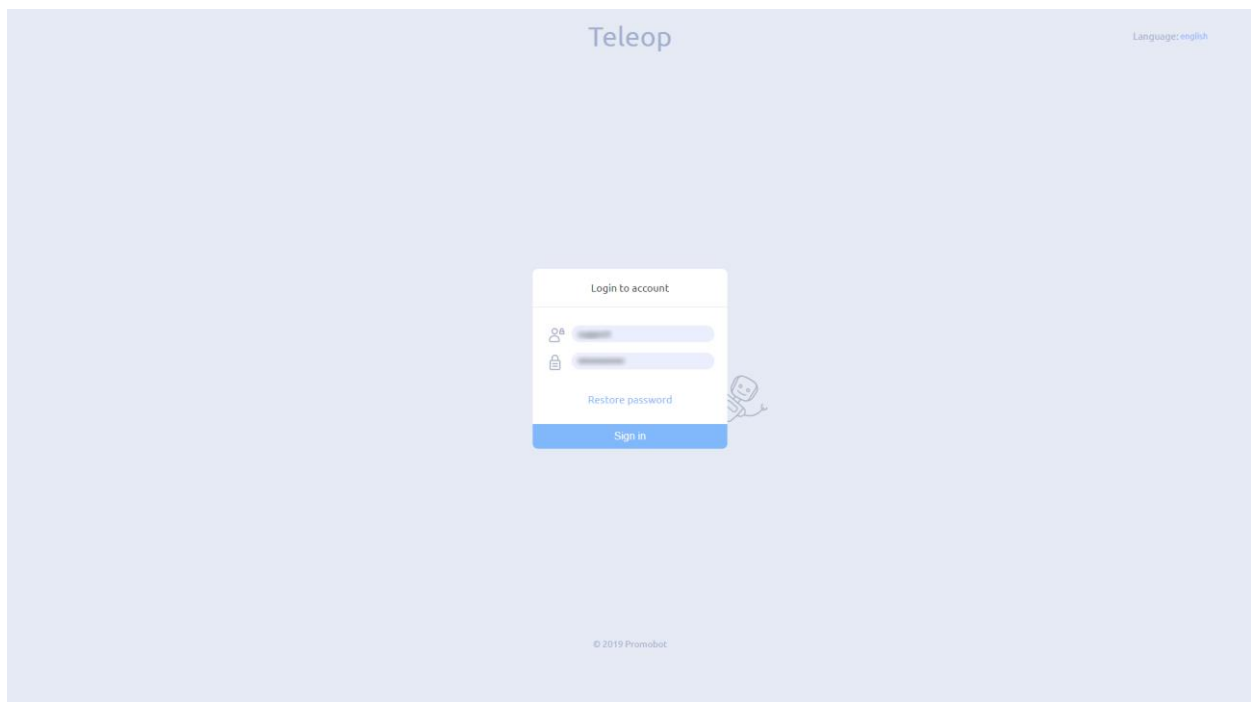 Teleop
Language: english
Login to account
Restore password
Sign in
© 2019 Promobot